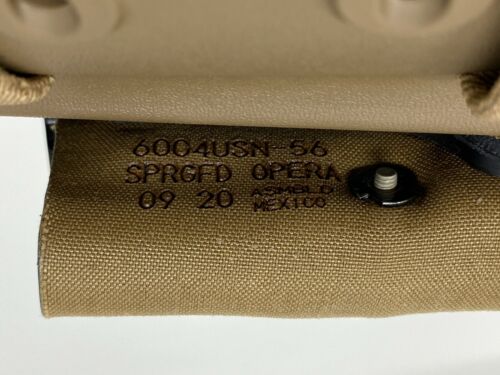 6004USN-56
SPRGFD OPERA
09 20 ASMBLD
MEXICO